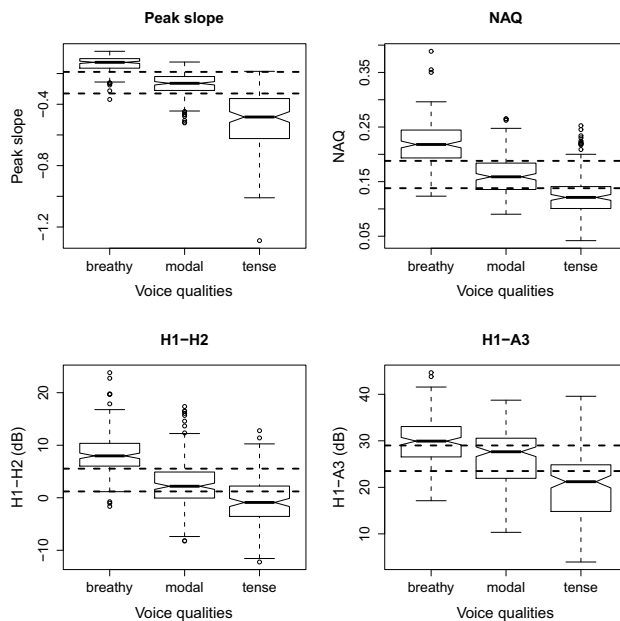 Peak slope
Peak slope
−0.4
−0.8
−1.2
breathy modal tense
Voice qualities
NAQ
NAQ
0.35
0.25
0.15
0.05
breathy modal tense
Voice qualities
H1−H2
H1−H2 (dB)
20
10
0
−10
breathy modal tense
Voice qualities
H1−A3
H1−A3 (dB)
40
30
20
10
breathy modal tense
Voice qualities